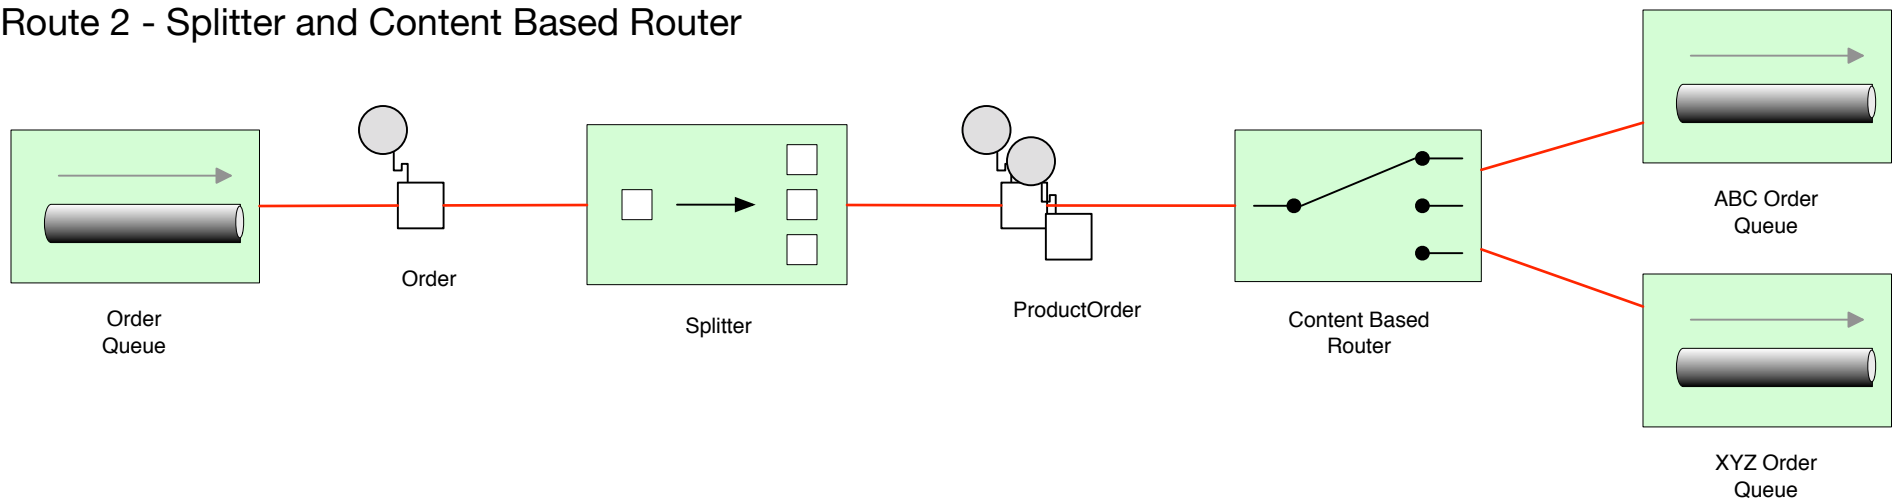 Route 2 - Splitter and Content Based Router
Order
Queue
Order
Splitter
ProductOrder
Content Based
Router
ABC Order
Queue
XYZ Order
Queue